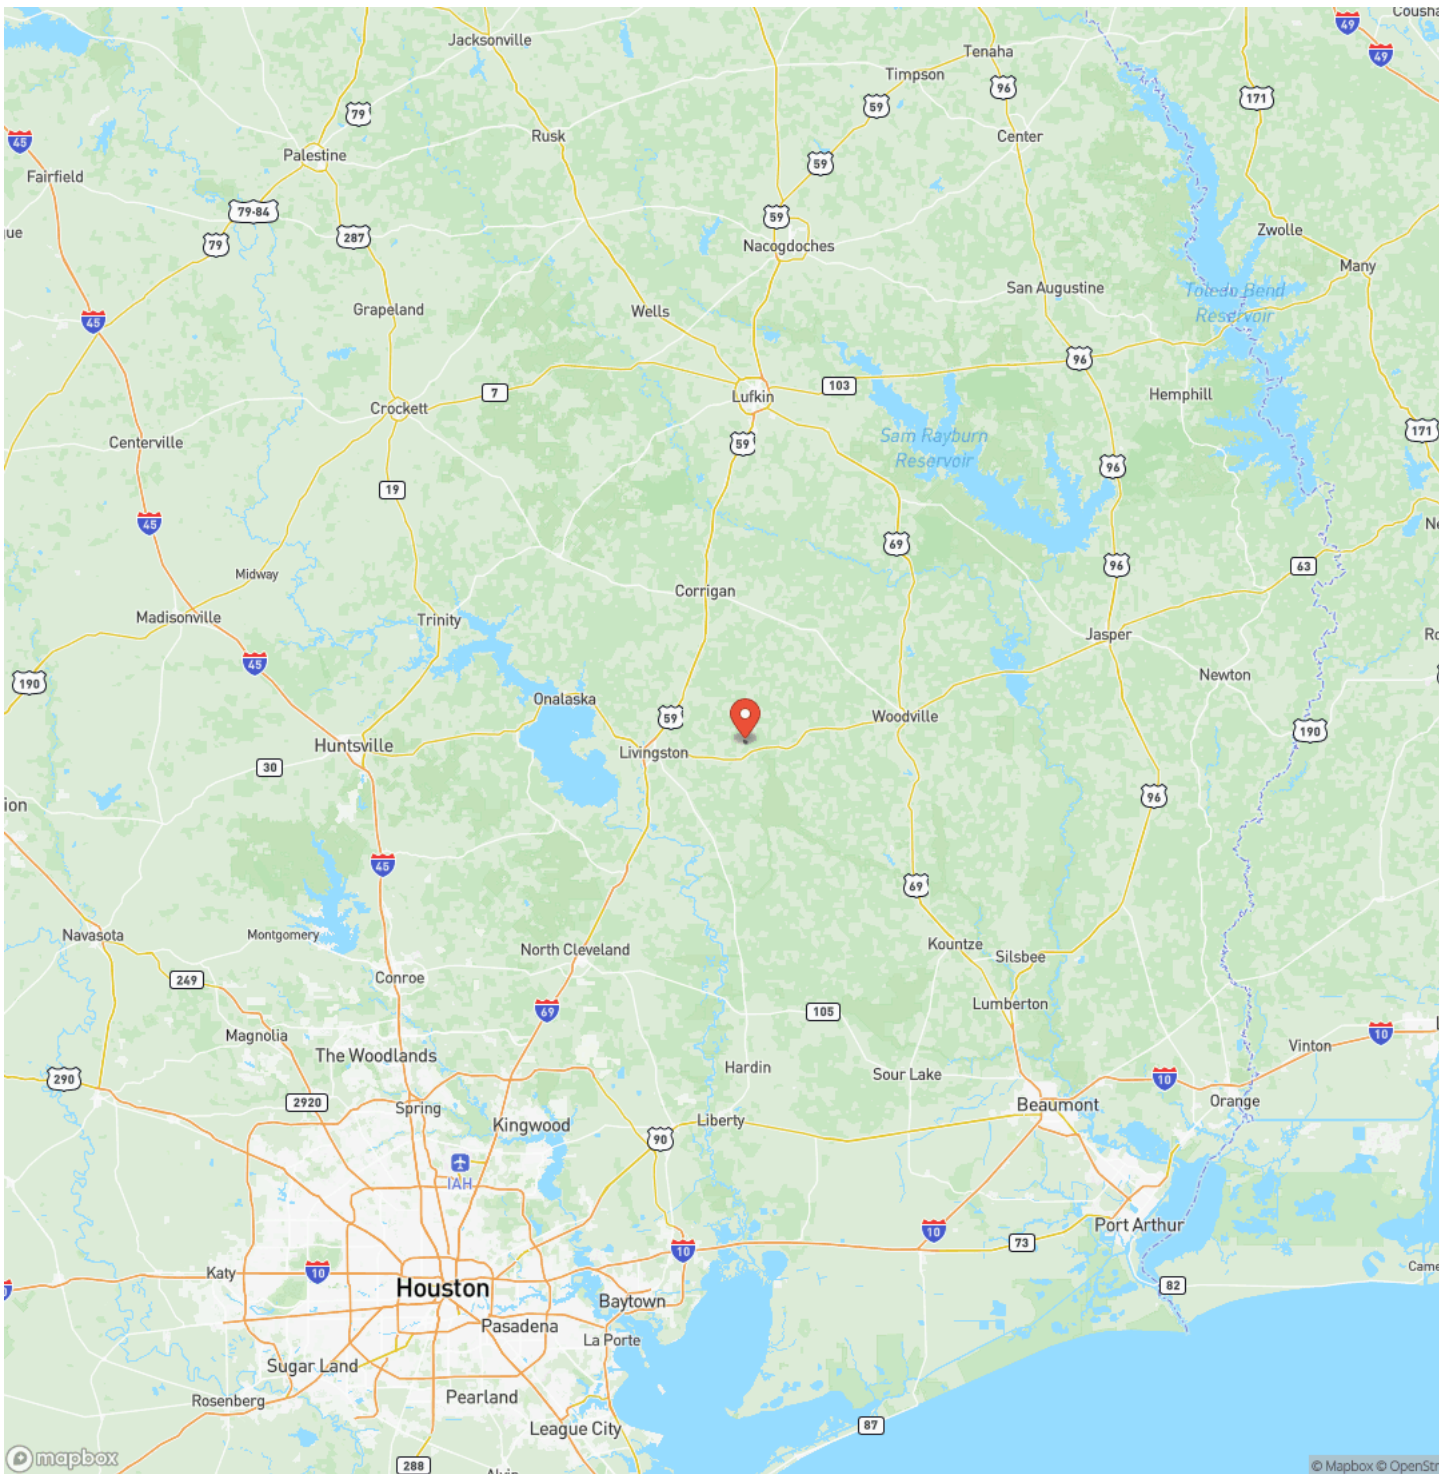 Cousha
49
Jacksonville
Tenaha
49
Timpson
96
171
59
79
45
Rusk
Center
Palestine
59
Fairfield
79-84
59
Zwolle
gue
79
287
Nacogdoches
Many
San Augustine
Toledo Bend
Reservoir
Grapeland
Wells
45
96
103
7
Hemphill
Lufkin
Crockett
171
Centerville
59
Sam Rayburn
Reservoir
96
19
45
69
96
63
Midway
Corrigan
Madisonville
Trinity
Jasper
45
190
Newton
Onalaska
59
Woodville
190
Huntsville
Livingston
30
96
ion
45
69
Navasota
Montgomery
North Cleveland
Kountze
Silsbee
249
Conroe
Lumberton
69
105
Magnolia
10
The Woodlands
Vinton
Hardin
Sour Lake
290
10
2920
Spring
Beaumont
Orange
Kingwood
Liberty
90
IAH
Port Arthur
10
73
10
Katy
10
Came
82
Houston
Baytown
Pasadena
La Porte
Sugar Land
Rosenberg
Pearland
League City
87
mapbox
288
Alvin
© Mapbox © OpenStr